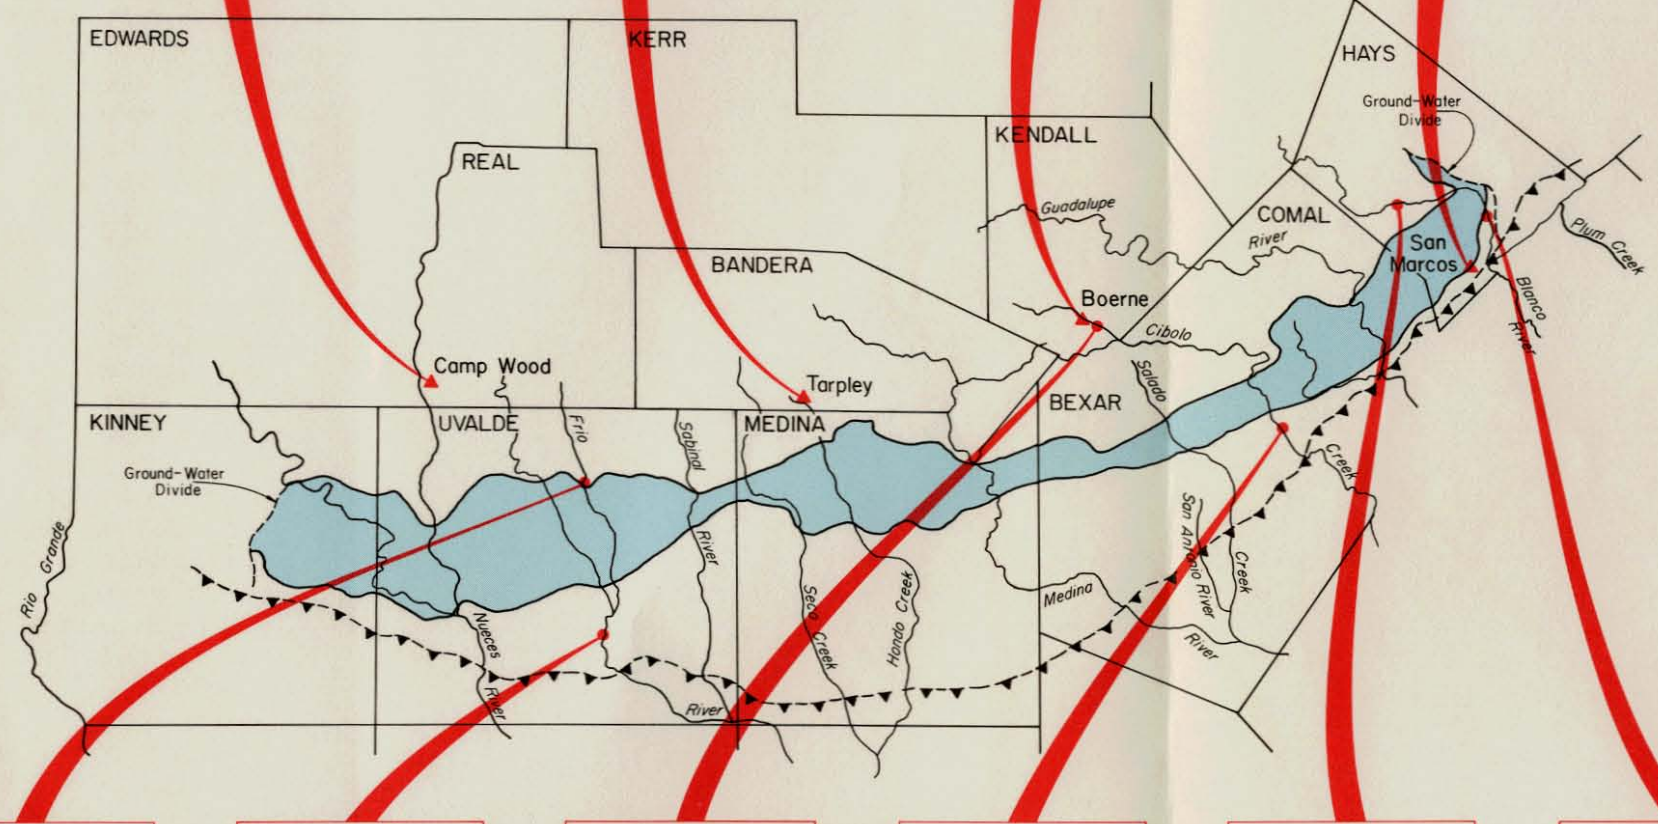 EDWARDS
KERR
HAYS
Ground-Water
Divide
KENDALL
REAL
Guadalupe
River
COMAL
Plum Creek
San
Marcos
BANDERA
Boerne
Blanco
River
Cibolo
Camp Wood
Tarpley
Salado
BEXAR
KINNEY
UVALDE
Frio
Sabinal
MEDINA
Ground-Water
Divide
Creek
San Antonio River
Rio Grande
River
Creek
Seco Creek
Hondo Creek
Medina
River
Nueces
River
River